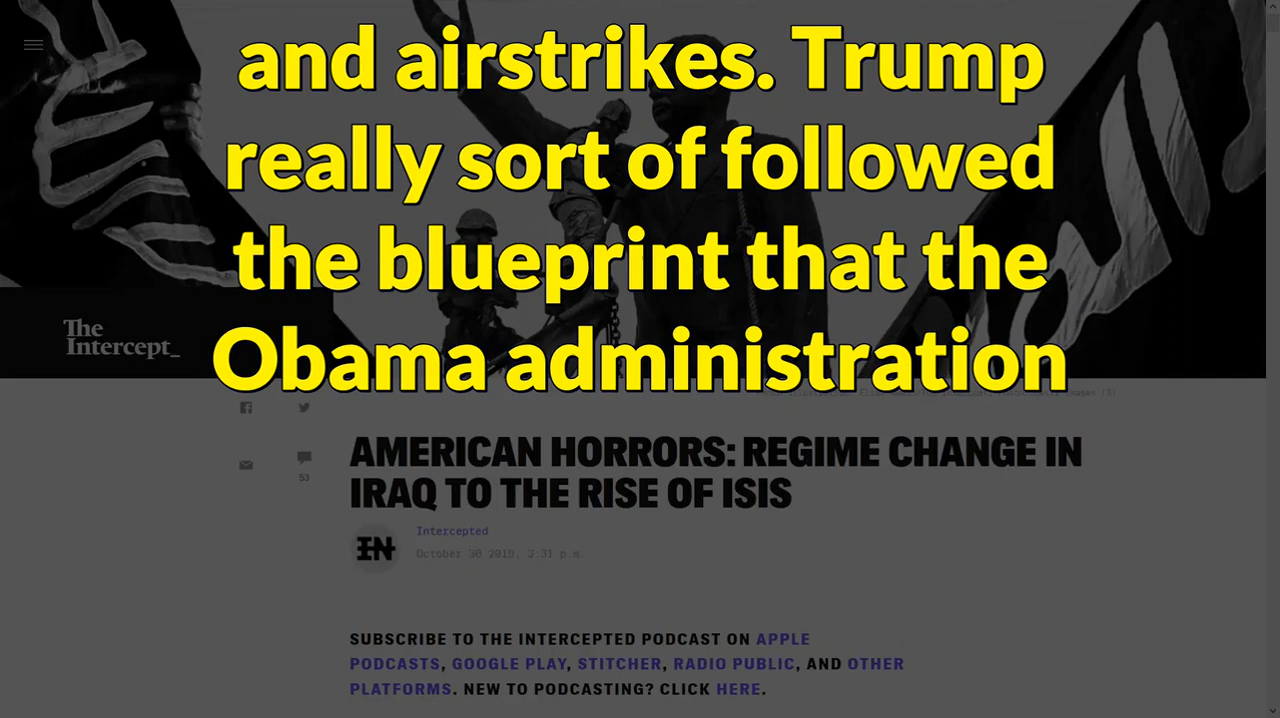 and airstrikes. Trump
really sort of followed
the blueprint that the
Obama administration
The
Intercept_
AMERICAN HORRORS: REGIME CHANGE IN
IRAQ TO THE RISE OF ISIS
53
IN
Intercepted
October 30 2019, 3:31 p.m.
SUBSCRIBE TO THE INTERCEPTED PODCAST ON APPLE
PODCASTS, GOOGLE PLAY, STITCHER, RADIO PUBLIC, AND OTHER
PLATFORMS. NEW TO PODCASTING? CLICK HERE.